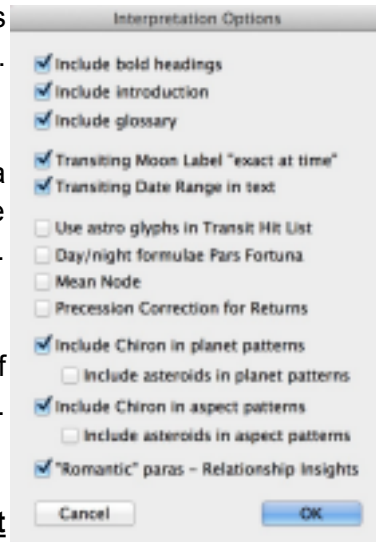 Interpretation Options
s
Include bold headings
.
Include introduction
Include glossary
Transiting Moon Label "exact at time"
a
Transiting Date Range in text
e
Use astro glyphs in Transit Hit List
.
Day/night formulae Pars Fortuna
Mean Node
Precession Correction for Returns
Include Chiron in planet patterns
f
Include asteroids in planet patterns
.
Include Chiron in aspect patterns
Include asteroids in aspect patterns
"Romantic" paras - Relationship Insights
t
Cancel
OK